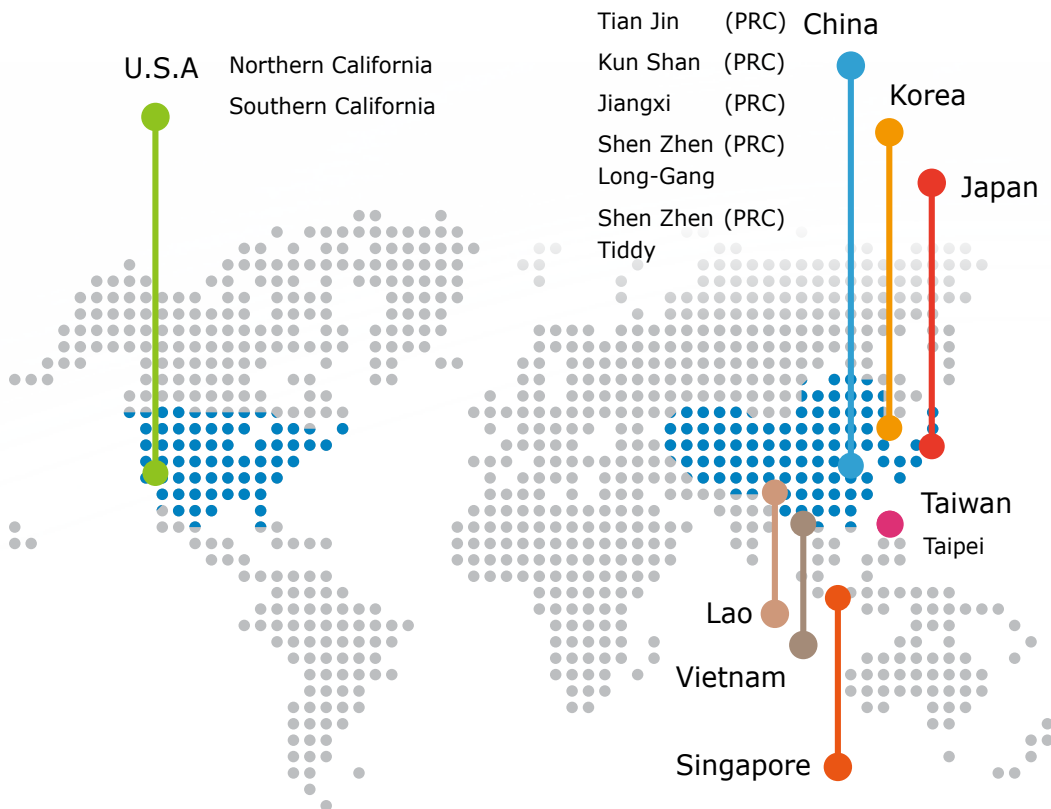 U.S.A
Northern California
Southern California
Tian Jin (PRC)
Kun Shan (PRC)
Jiangxi (PRC)
Shen Zhen (PRC)
Long-Gang
Shen Zhen (PRC)
Tiddy
China
Korea
Japan
Taiwan
Taipei
Lao
Vietnam
Singapore